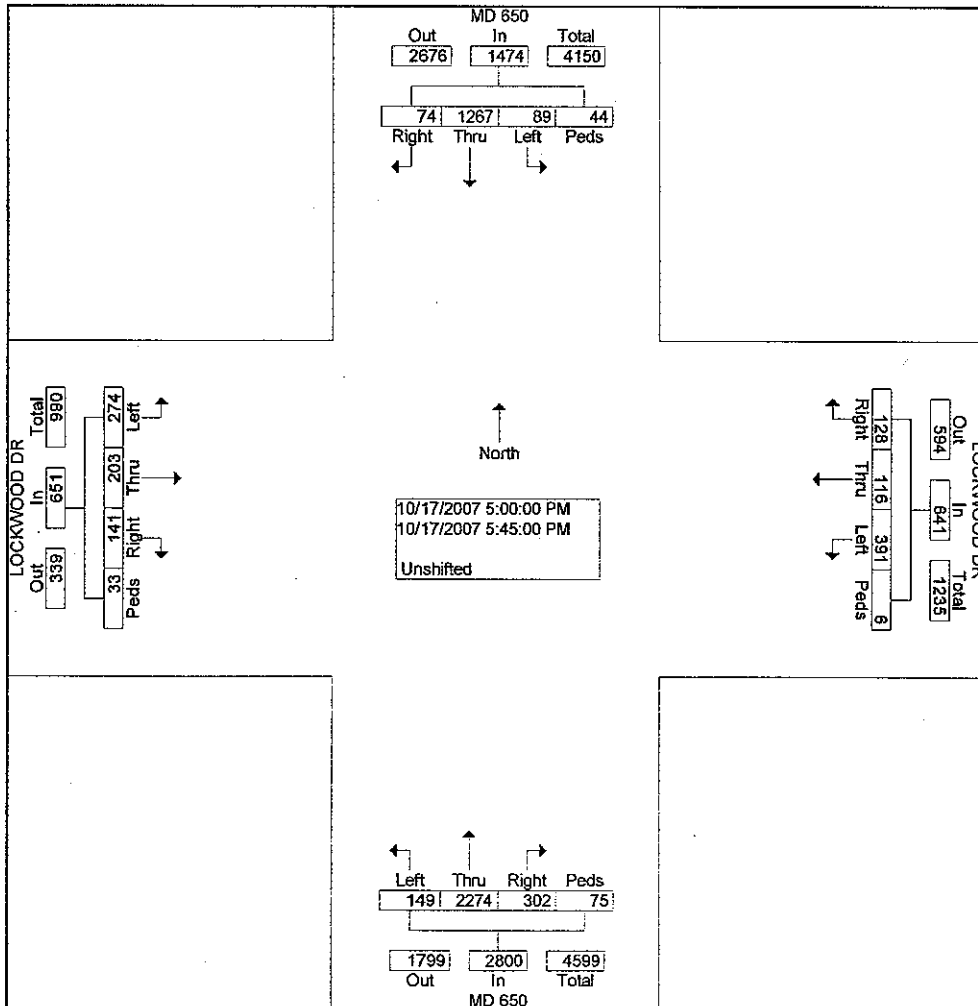 MD 650
Out In Total
2676 1474 4150
74 1267 89 44
Right Thru Left Peds
LOCKWOOD DR
Total In Out
990 651 339
274 203 141 33
Left Thru Right Peds
North
10/17/2007 5:00:00 PM
10/17/2007 5:45:00 PM
Unshifted
Right Thru Left Peds
128 116 391 6
Out In Total
594 641 1235
LOCKWOOD DR
Left Thru Right Peds
149 2274 302 75
1799 2800 4599
Out In Total
MD 650